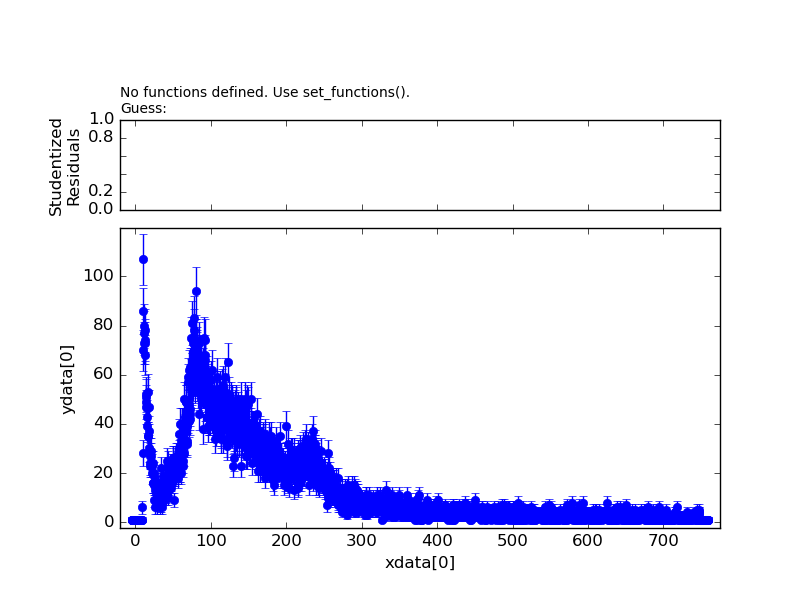 No functions defined. Use set_functions().
Guess:
1.0
0.8
0.2
0.0
Studentized
Residuals
100
80
60
40
20
0
ydata[0]
0 100 200 300 400 500 600 700
xdata[0]